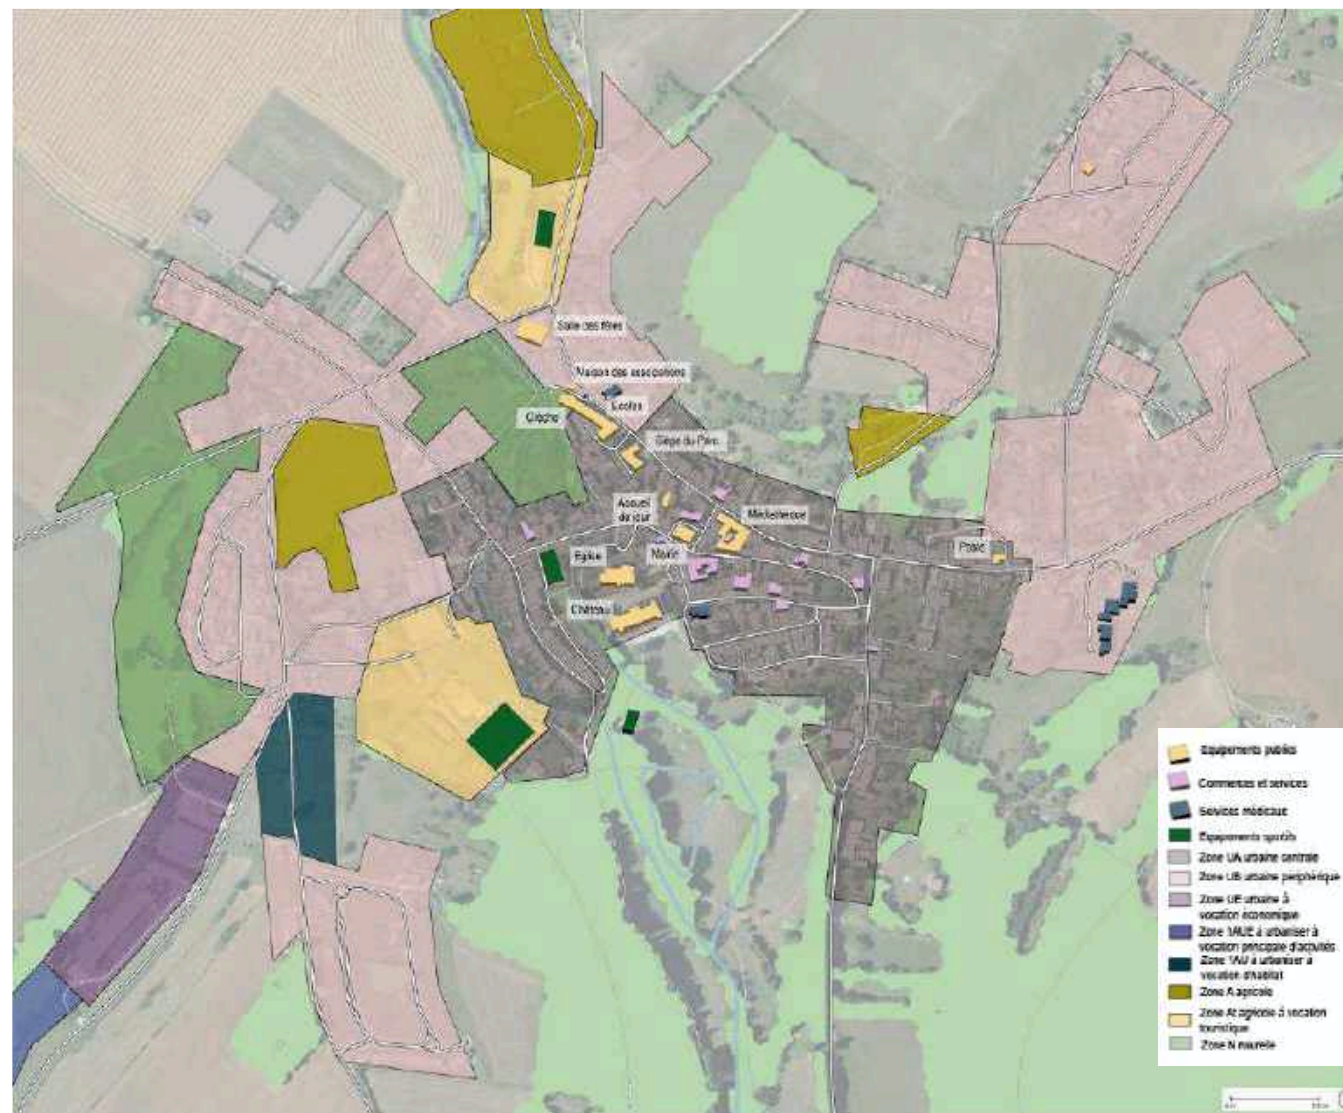 Salle des fêtes
Maison des associations
Ecoles
Crèche
Siège du Parc
Accueil
de jour
Médiathèque
Mairie
Eglise
Poste
Château
Equipements publics
Commerces et services
Services médicaux
Equipements sportifs
Zone UA urbaine centrale
Zone UB urbaine périphérique
Zone UE urbaine à
vocation économique
Zone 1AUE à urbaniser à
vocation principale d'activités
Zone 1AU à urbaniser à
vocation d'habitat
Zone A agricole
Zone At agricole à vocation
touristique
Zone N naturelle